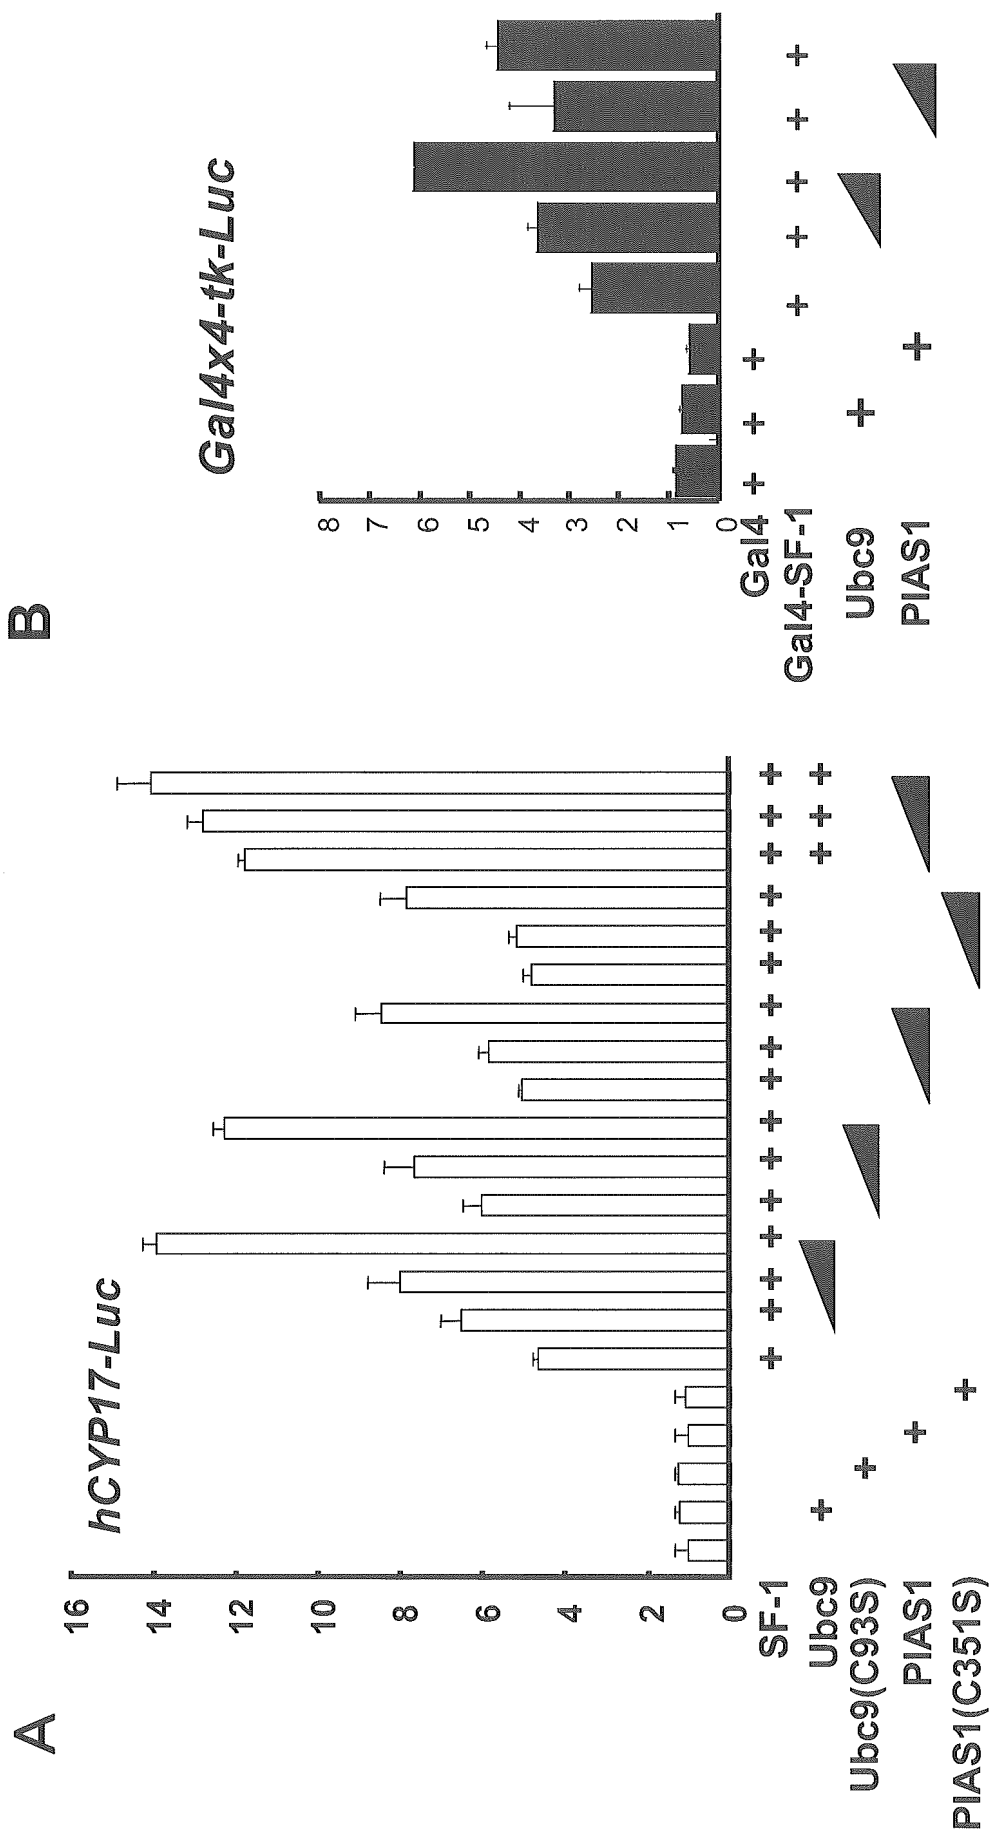 A
hCYP17-Luc
16
14
12
10
8
6
4
2
0
SF-1 + + + + + + + + + + + + + + + +
Ubc9 + + + +
Ubc9(C93S) +
PIAS1 +
PIAS1(C351S) +
B
Gal4x4-tk-Luc
8
7
6
5
4
3
2
1
0
Gal4 + + +
Gal4-SF-1 + + + + +
Ubc9 +
PIAS1 +